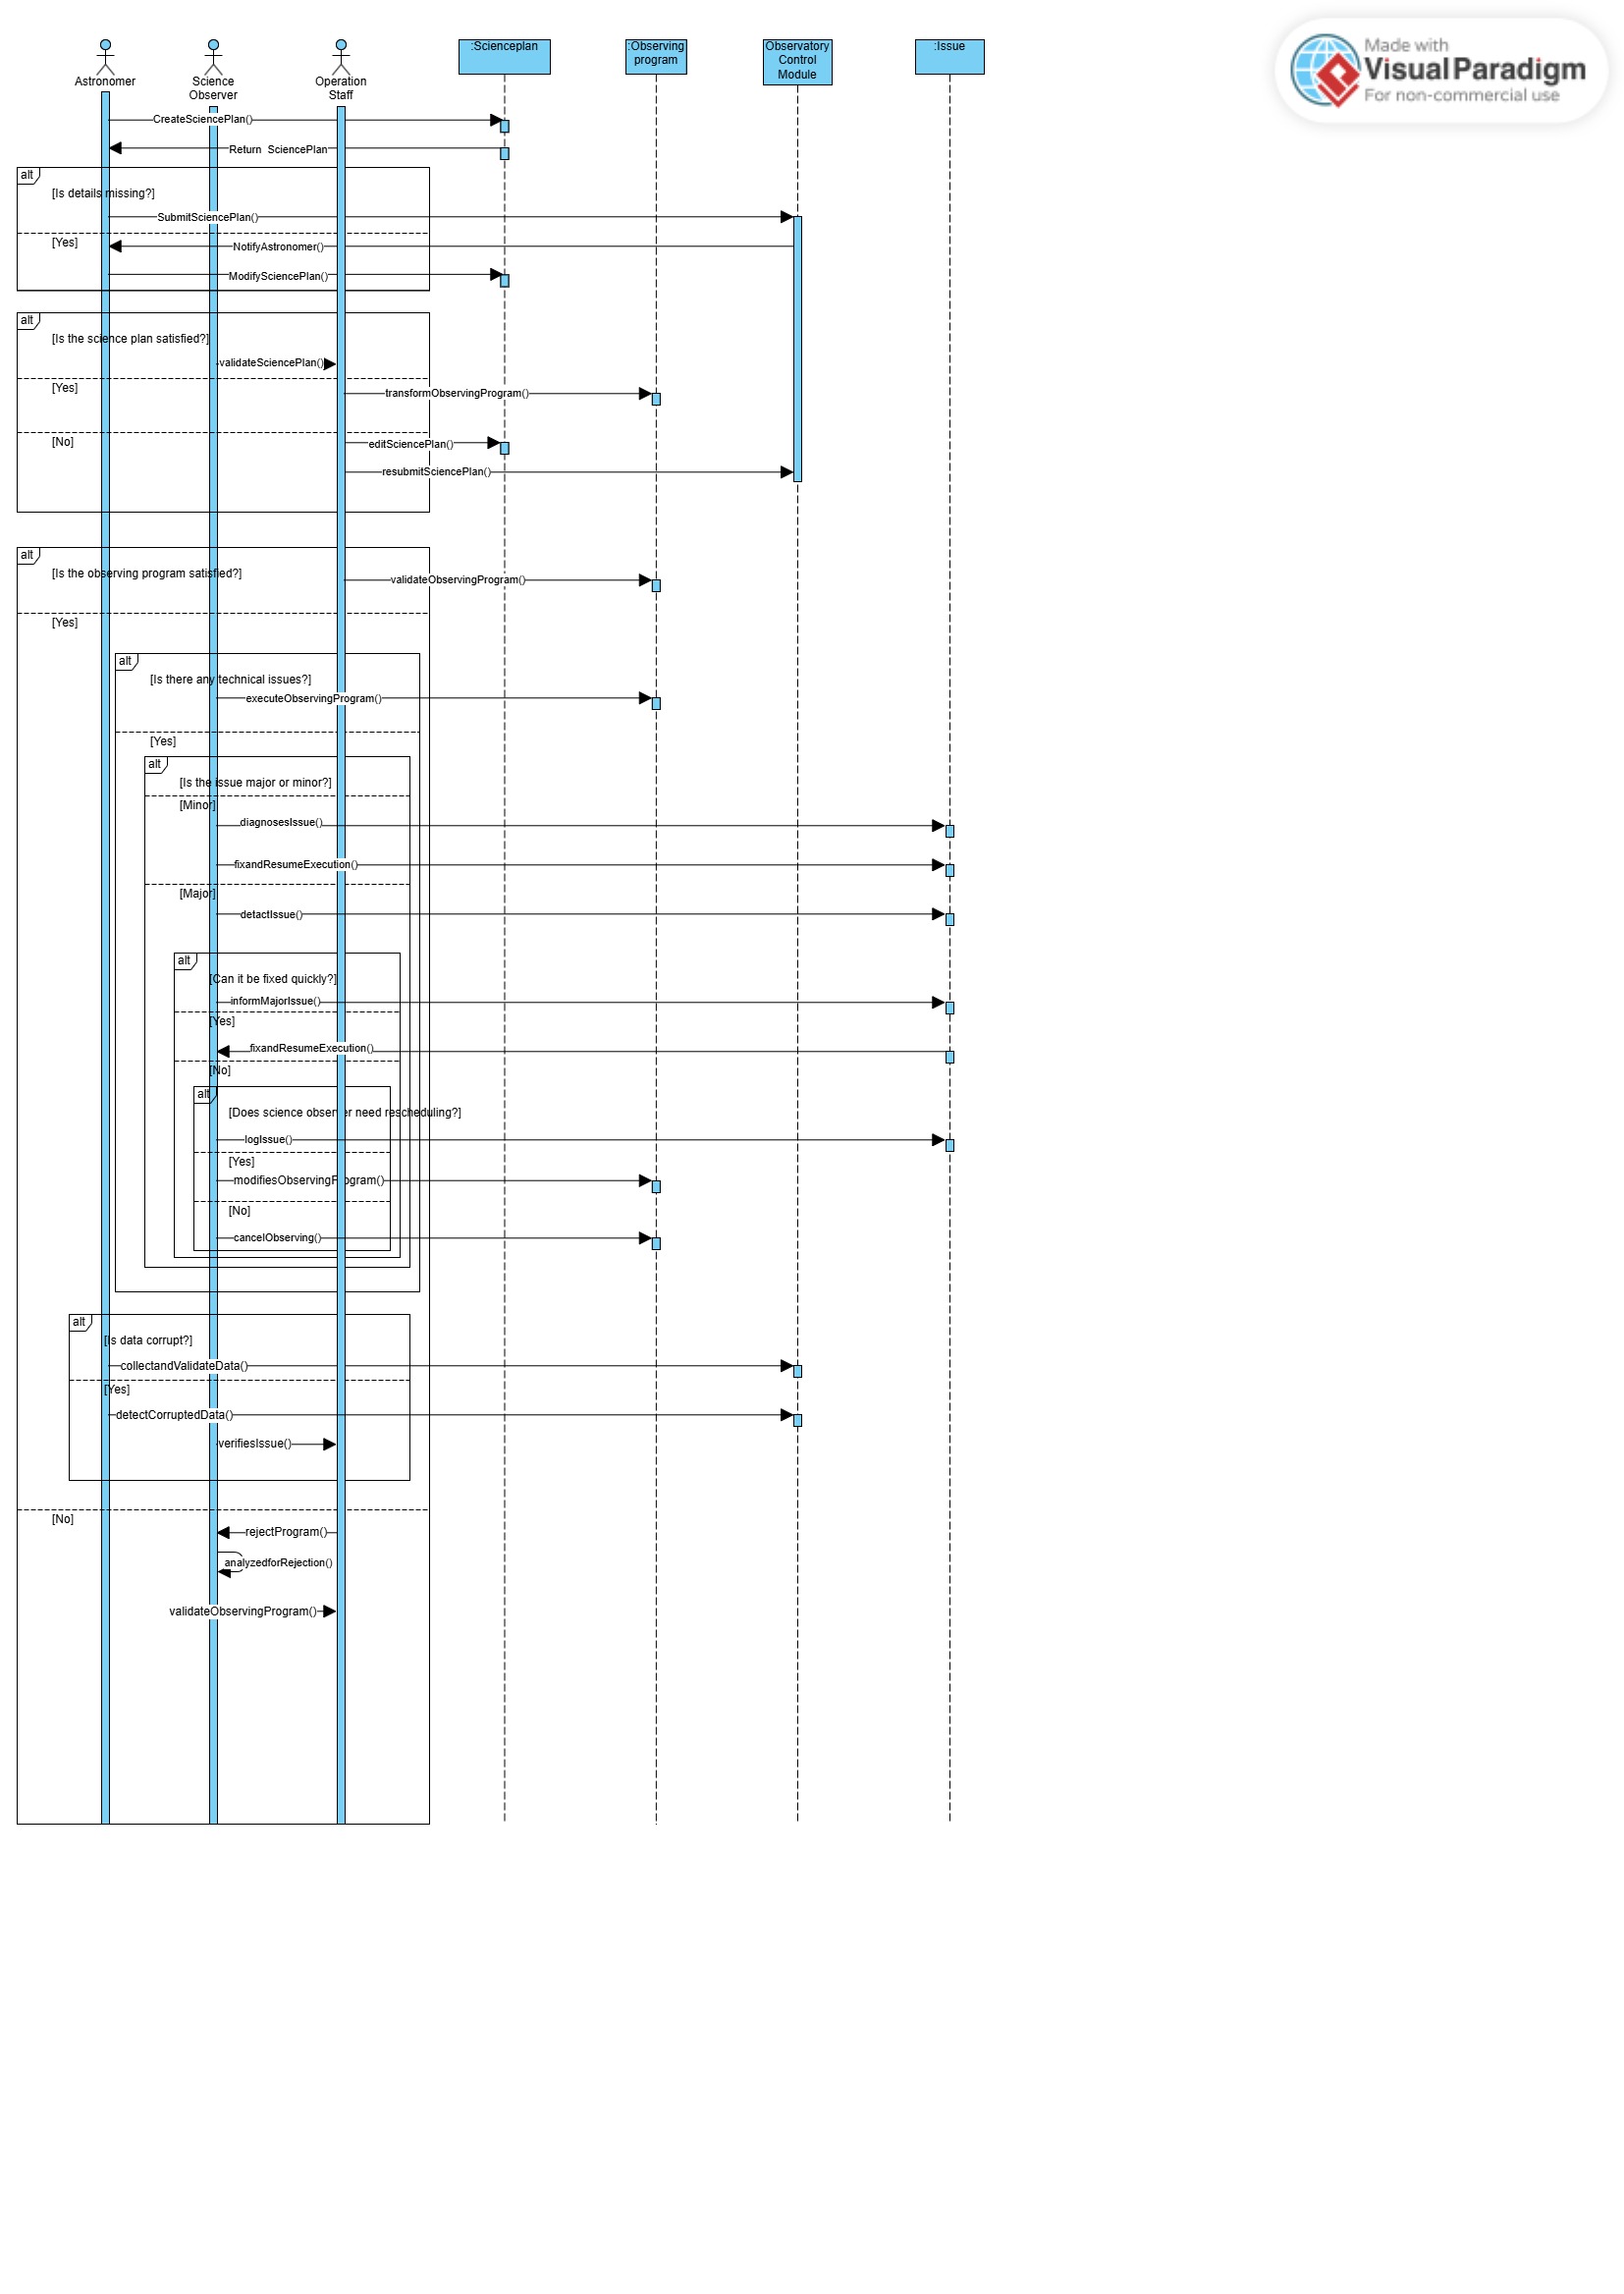 Made with
Visual Paradigm
For non-commercial use
Astronomer
Science
Observer
Operation
Staff
:Scienceplan
:Observing
program
Observatory
Control
Module
:Issue
CreateSciencePlan()
Return SciencePlan
alt
[Is details missing?]
SubmitSciencePlan()
[Yes]
NotifyAstronomer()
ModifySciencePlan()
alt
[Is the science plan satisfied?]
validateSciencePlan()
[Yes]
transformObservingProgram()
[No]
editSciencePlan()
resubmitSciencePlan()
alt
[Is the observing program satisfied?]
validateObservingProgram()
[Yes]
alt
[Is there any technical issues?]
executeObservingProgram()
[Yes]
alt
[Is the issue major or minor?]
[Minor]
diagnosesIssue()
fixandResumeExecution()
[Major]
detactIssue()
alt
[Can it be fixed quickly?]
informMajorIssue()
[Yes]
fixandResumeExecution()
[No]
alt
[Does science observer need rescheduling?]
logIssue()
[Yes]
modifiesObservingProgram()
[No]
cancelObserving()
alt
[Is data corrupt?]
collectandValidateData()
[Yes]
detectCorruptedData()
verifiesIssue()
[No]
rejectProgram()
analyzedforRejection()
validateObservingProgram()